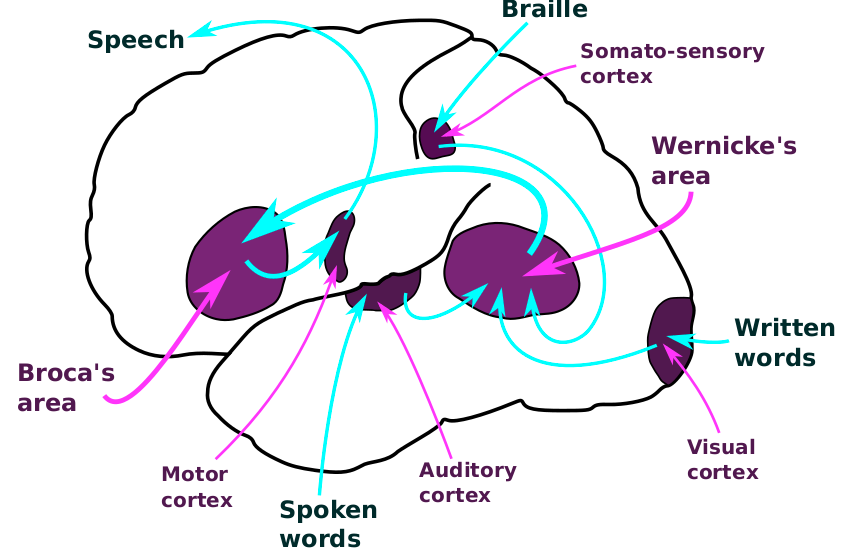 Braille
Speech
Somato-sensory
cortex
Wernicke's
area
Written
words
Broca's
area
Visual
cortex
Motor
cortex
Auditory
cortex
Spoken
words